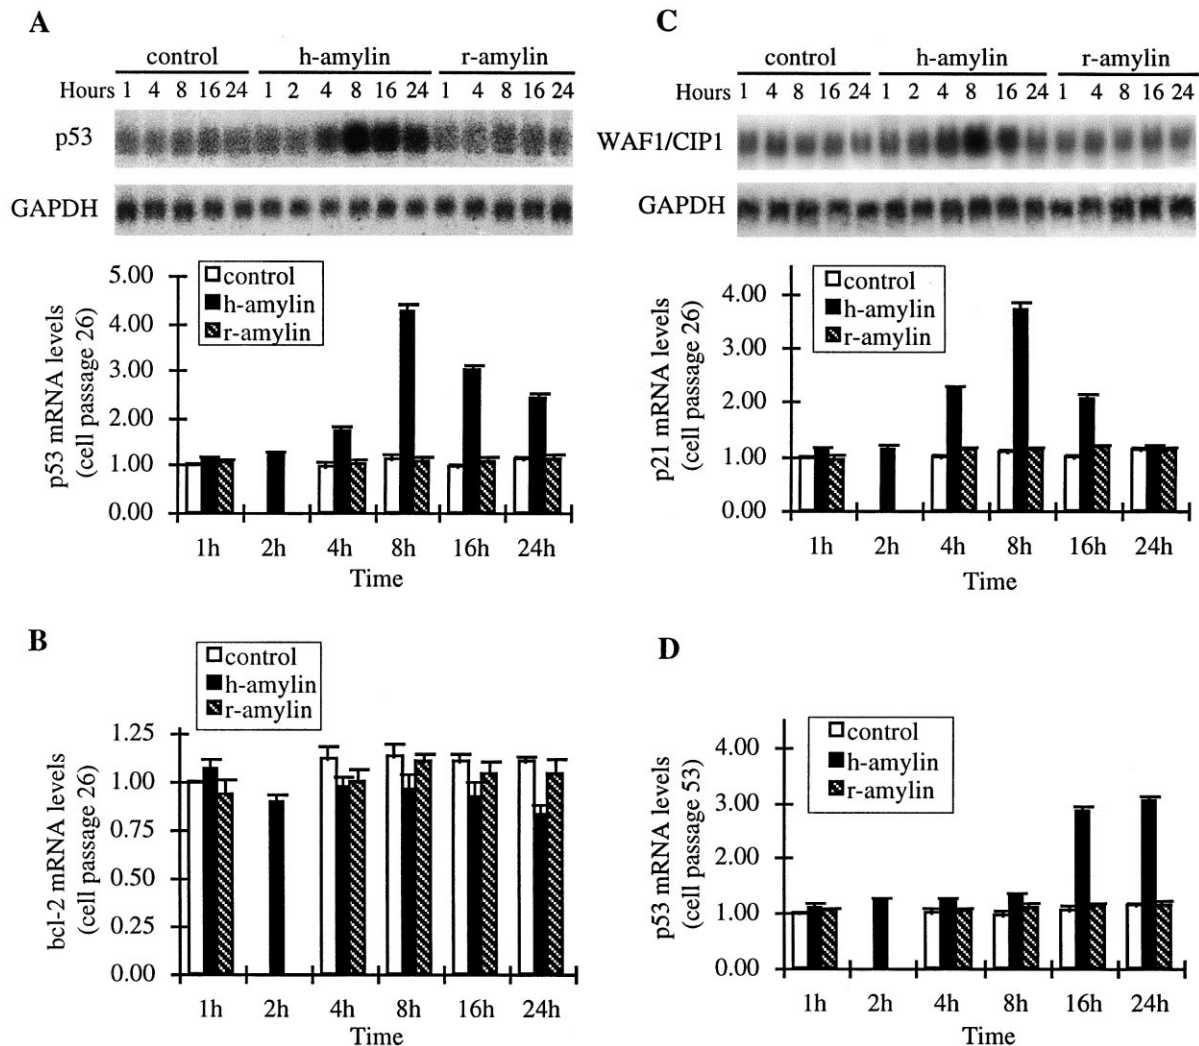 A
control h-amylin r-amylin
Hours 1 4 8 16 24 1 2 4 8 16 24 1 4 8 16 24
p53
GAPDH
5.00
4.00
3.00
2.00
1.00
0.00
p53 mRNA levels
(cell passage 26)
control
h-amylin
r-amylin
1h 2h 4h 8h 16h 24h
Time
C
control h-amylin r-amylin
Hours 1 4 8 16 24 1 2 4 8 16 24 1 4 8 16 24
WAF1/CIP1
GAPDH
4.00
3.00
2.00
1.00
0.00
p21 mRNA levels
(cell passage 26)
control
h-amylin
r-amylin
1h 2h 4h 8h 16h 24h
Time
B
control
h-amylin
r-amylin
1.25
1.00
0.75
0.50
0.25
0.00
bcl-2 mRNA levels
(cell passage 26)
1h 2h 4h 8h 16h 24h
Time
D
control
h-amylin
r-amylin
4.00
3.00
2.00
1.00
0.00
p53 mRNA levels
(cell passage 53)
1h 2h 4h 8h 16h 24h
Time